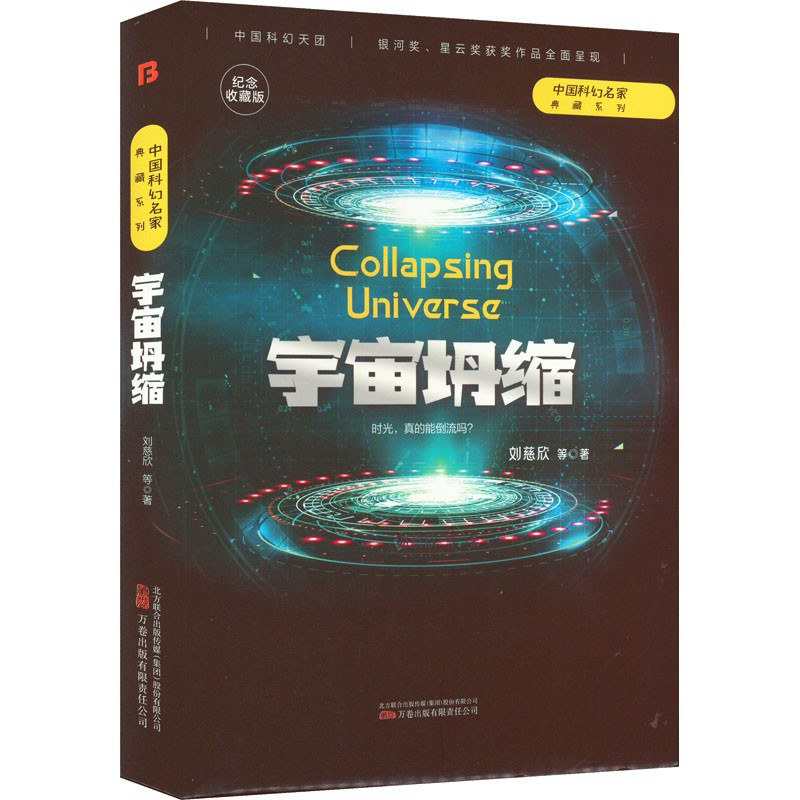 中国科幻天团 | 银河奖、星云奖获奖作品全面呈现 |
纪念
收藏版
中国科幻名家
典藏系列
Collapsing
Universe
宇宙坍缩
时光，真的能倒流吗?
刘慈欣 等◎著
北方联合出版传媒(集团)股份有限公司
万卷出版有限责任公司
B
中国科幻名家
典藏系列
宇宙坍缩
刘慈欣 等◎著
北方联合出版传媒(集团)股份有限公司
万卷出版有限责任公司